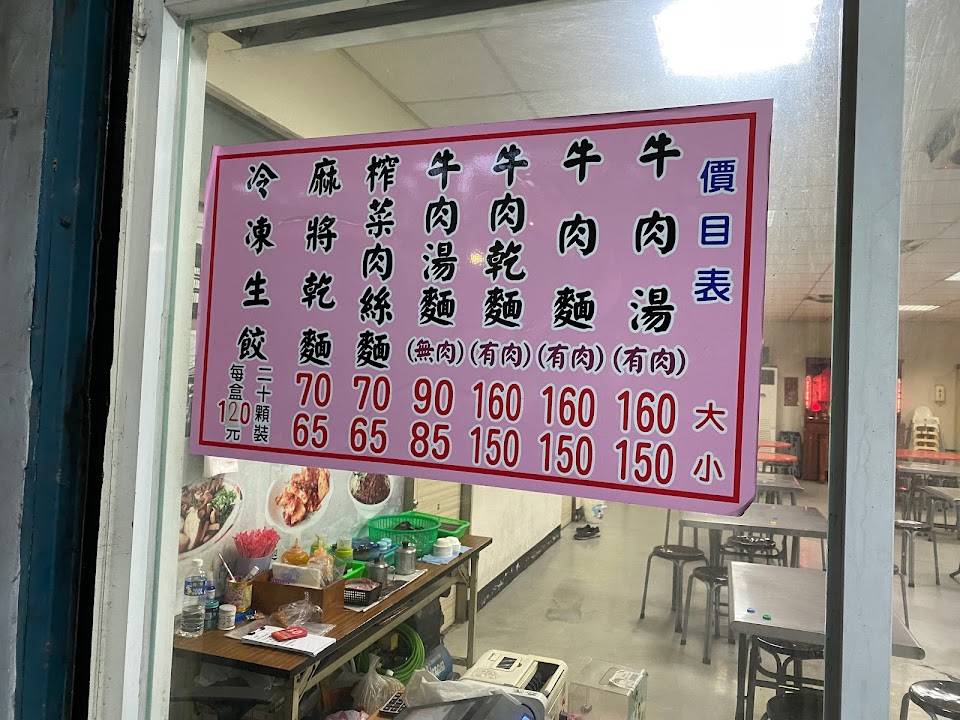 價目表 大 小
牛肉湯 (有肉) 160 150
牛肉麵 (有肉) 160 150
牛肉乾麵 (有肉) 160 150
牛肉湯麵 (無肉) 90 85
榨菜肉絲麵 70 65
麻將乾麵 70 65
冷凍生餃
二十顆裝
每盒120元